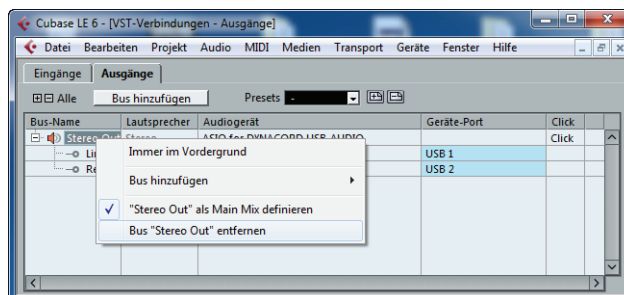 Cubase LE 6 - [VST-Verbindungen - Ausgänge]
Datei Bearbeiten Projekt Audio MIDI Medien Transport Geräte Fenster Hilfe
Eingänge Ausgänge
Alle Bus hinzufügen Presets -
Bus-Name Lautsprecher Audiogerät Geräte-Port Click
Stereo Out Stereo ASIO for DYNACORD USB AUDIO Click
Li USB 1
Re USB 2
Immer im Vordergrund
Bus hinzufügen
"Stereo Out" als Main Mix definieren
Bus "Stereo Out" entfernen